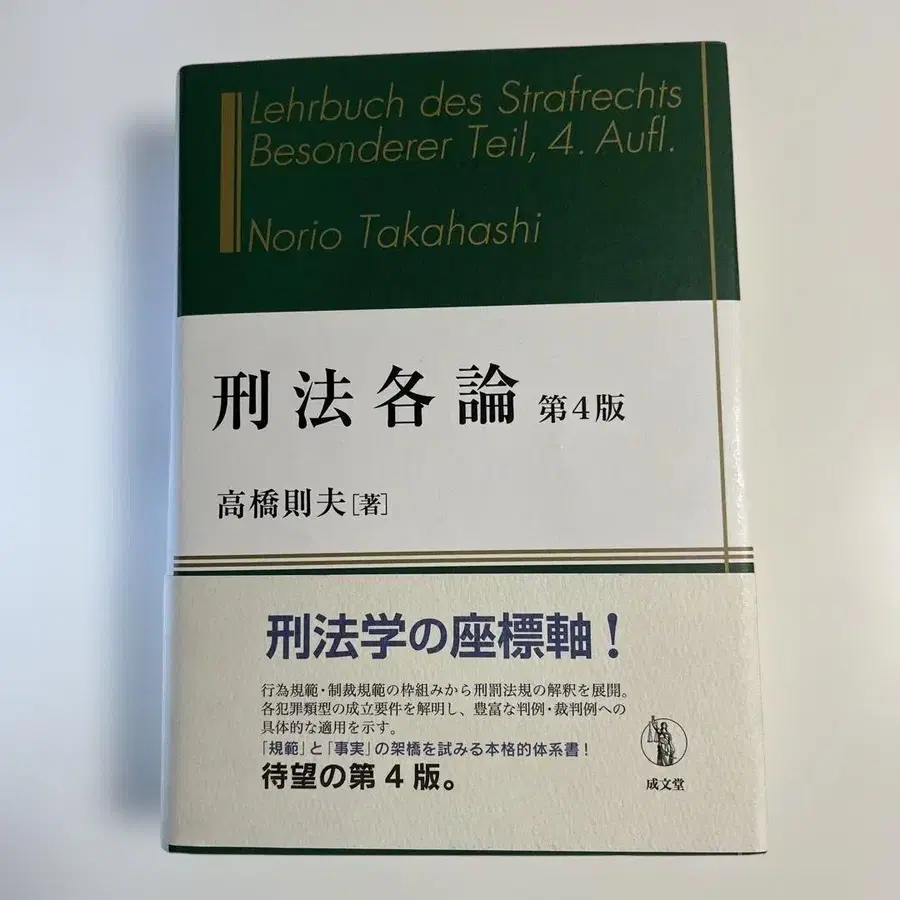 Lehrbuch des Strafrechts
Besonderer Teil, 4. Aufl.
Norio Takahashi
刑法各論 第4版
高橋則夫[著]
刑法学の座標軸!
行為規範・制裁規範の枠組みから刑罰法規の解釈を展開。
各犯罪類型の成立要件を解明し、豊富な判例・裁判例への
具体的な適用を示す。
「規範」と「事実」の架橋を試みる本格的体系書!
待望の第4版。
成文堂